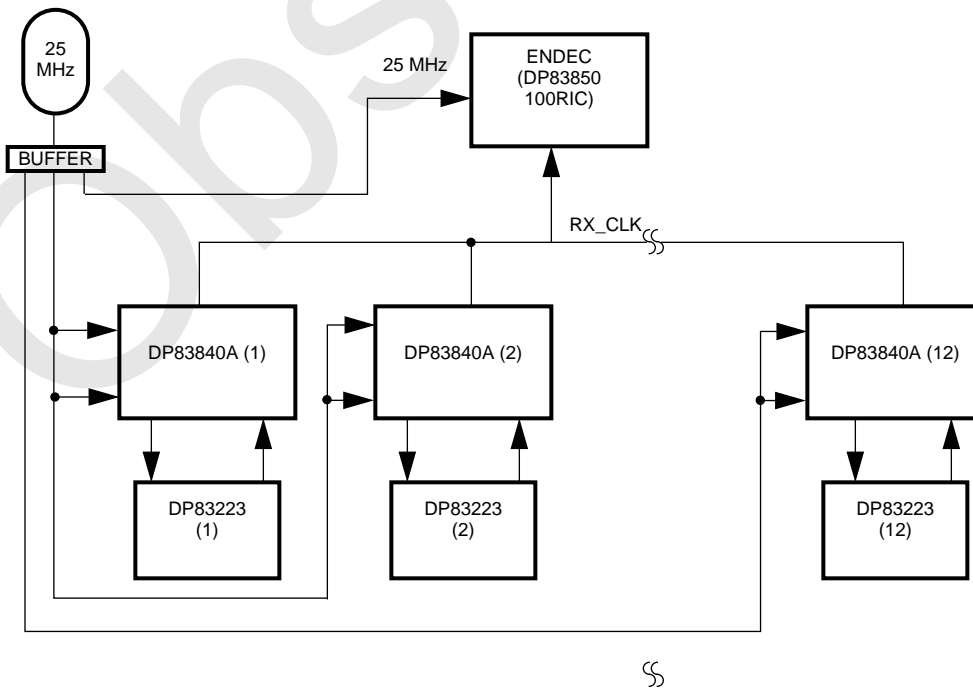 25
MHz
BUFFER
25 MHz
ENDEC
(DP83850
100RIC)
RX_CLK
DP83840A (1)
DP83840A (2)
DP83840A (12)
DP83223
(1)
DP83223
(2)
DP83223
(12)
Obs